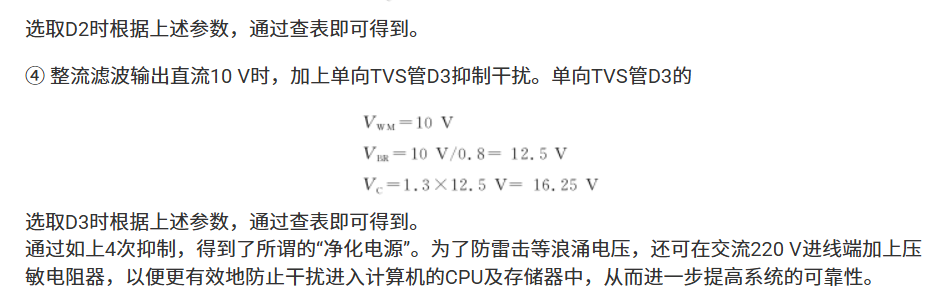 选取D2时根据上述参数，通过查表即可得到。
④ 整流滤波输出直流10 V时，加上单向TVS管D3抑制干扰。单向TVS管D3的
V_WM＝10 V
V_BR＝10 V/0.8＝ 12.5 V
V_C＝1.3×12.5 V＝ 16.25 V
选取D3时根据上述参数，通过查表即可得到。
通过如上4次抑制，得到了所谓的“净化电源”。为了防雷击等浪涌电压，还可在交流220 V进线端加上压
敏电阻器，以便更有效地防止干扰进入计算机的CPU及存储器中，从而进一步提高系统的可靠性。